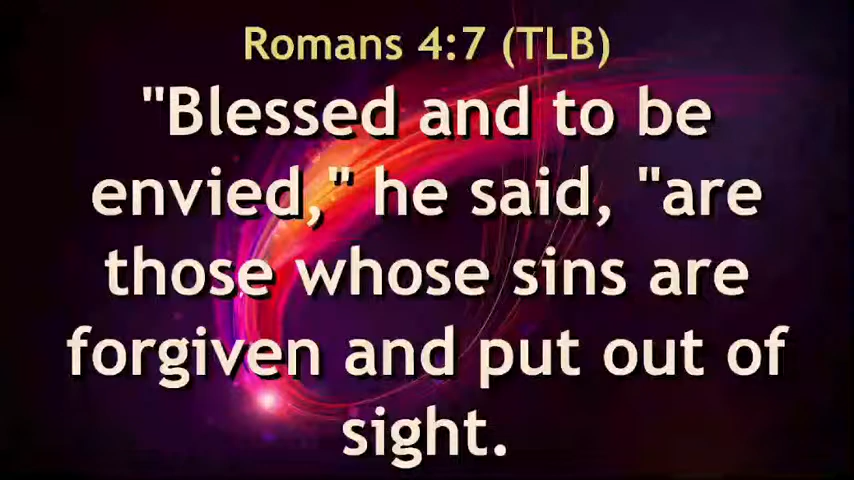 Romans 4:7 (TLB)
"Blessed and to be
envied," he said, "are
those whose sins are
forgiven and put out of
sight.